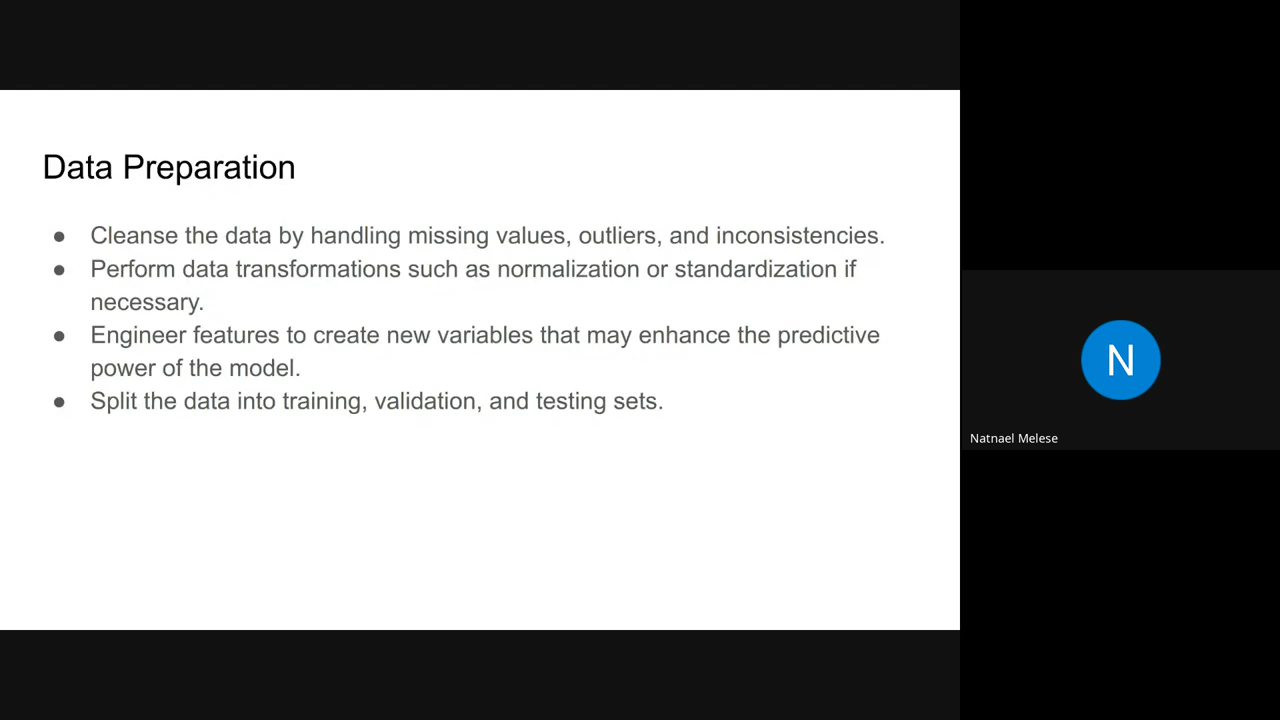 Data Preparation
● Cleanse the data by handling missing values, outliers, and inconsistencies.
● Perform data transformations such as normalization or standardization if
necessary.
● Engineer features to create new variables that may enhance the predictive
power of the model.
● Split the data into training, validation, and testing sets.
N
Natnael Melese